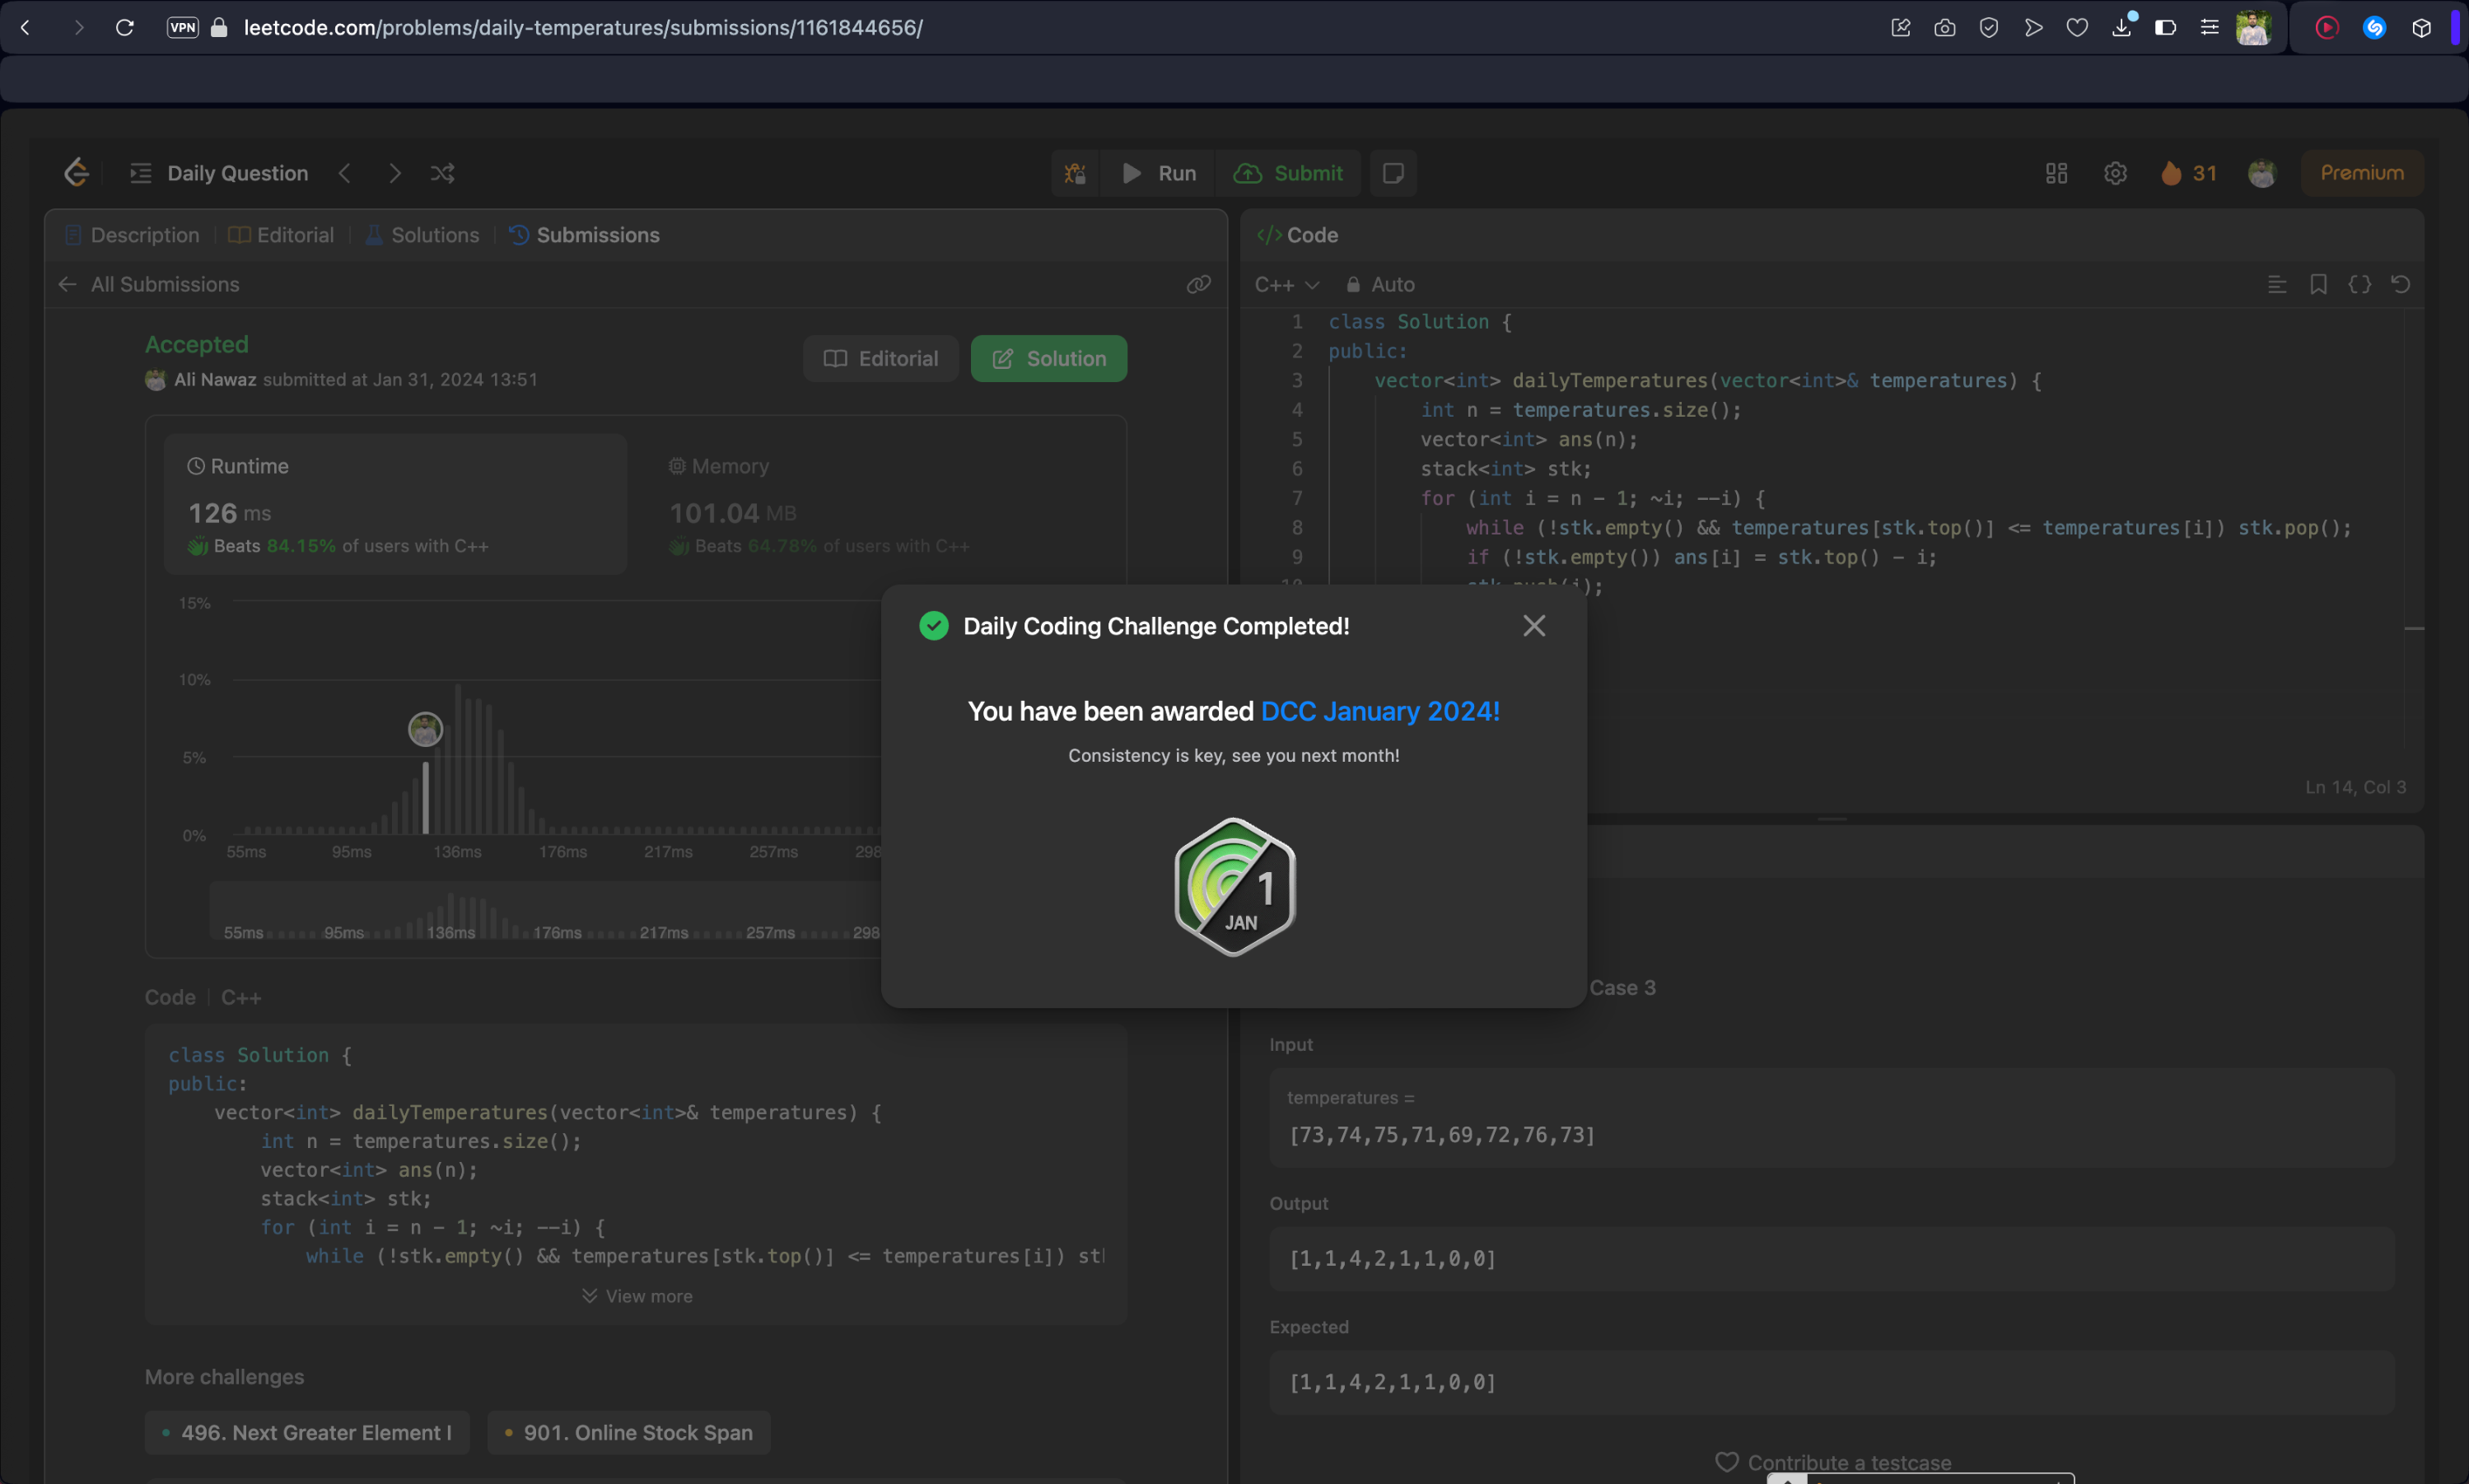 VPN leetcode.com/problems/daily-temperatures/submissions/1161844656/
Daily Question
Run
Submit
31
Premium
Description
Editorial
Solutions
Submissions
All Submissions
Accepted
Ali Nawaz submitted at Jan 31, 2024 13:51
Editorial
Solution
Runtime
126 ms
Beats 84.15% of users with C++
Memory
101.04 MB
Beats 64.78% of users with C++
15%
10%
5%
0%
55ms 95ms 136ms 176ms 217ms 257ms 298
55ms 95ms 136ms 176ms 217ms 257ms 298
Code | C++
class Solution {
public:
    vector<int> dailyTemperatures(vector<int>& temperatures) {
        int n = temperatures.size();
        vector<int> ans(n);
        stack<int> stk;
        for (int i = n - 1; ~i; --i) {
            while (!stk.empty() && temperatures[stk.top()] <= temperatures[i]) st
View more
More challenges
496. Next Greater Element I
901. Online Stock Span
</> Code
C++
Auto
1 class Solution {
2 public:
3     vector<int> dailyTemperatures(vector<int>& temperatures) {
4         int n = temperatures.size();
5         vector<int> ans(n);
6         stack<int> stk;
7         for (int i = n - 1; ~i; --i) {
8             while (!stk.empty() && temperatures[stk.top()] <= temperatures[i]) stk.pop();
9             if (!stk.empty()) ans[i] = stk.top() - i;
10             stk.push(i);
Ln 14, Col 3
Daily Coding Challenge Completed!
You have been awarded DCC January 2024!
Consistency is key, see you next month!
1
JAN
Case 3
Input
temperatures =
[73,74,75,71,69,72,76,73]
Output
[1,1,4,2,1,1,0,0]
Expected
[1,1,4,2,1,1,0,0]
Contribute a testcase